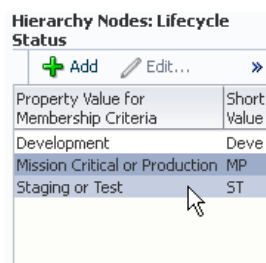 Hierarchy Nodes: Lifecycle
Status
Add Edit... »
Property Value for Short
Membership Criteria Value
Development Deve
Mission Critical or Production MP
Staging or Test ST